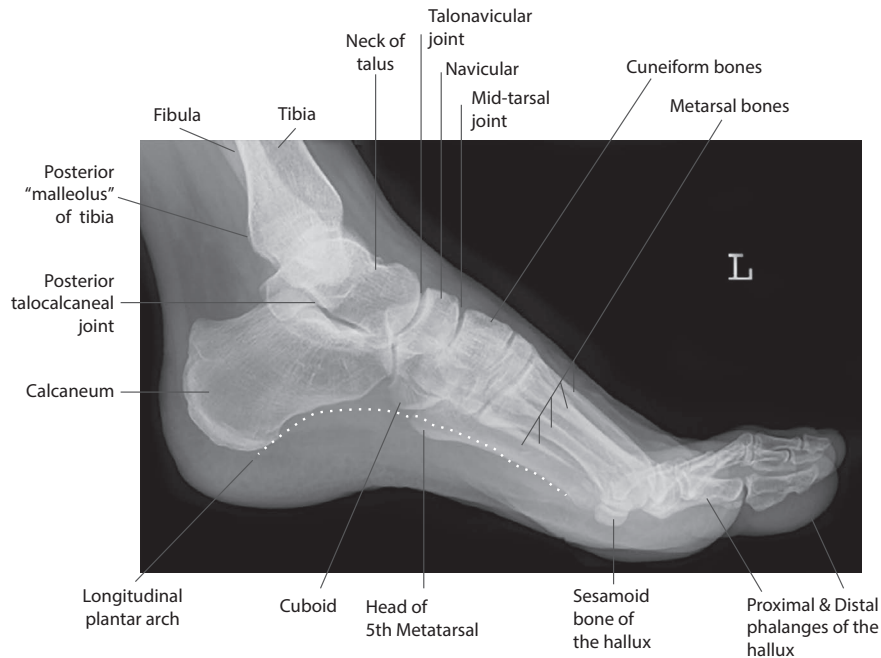 Talonavicular
joint
Neck of
talus
Navicular
Cuneiform bones
Mid-tarsal
joint
Metarsal bones
Fibula
Tibia
Posterior
“malleolus”
of tibia
L
Posterior
talocalcaneal
joint
Calcaneum
Longitudinal
plantar arch
Cuboid
Head of
5th Metatarsal
Sesamoid
bone of
the hallux
Proximal & Distal
phalanges of the
hallux